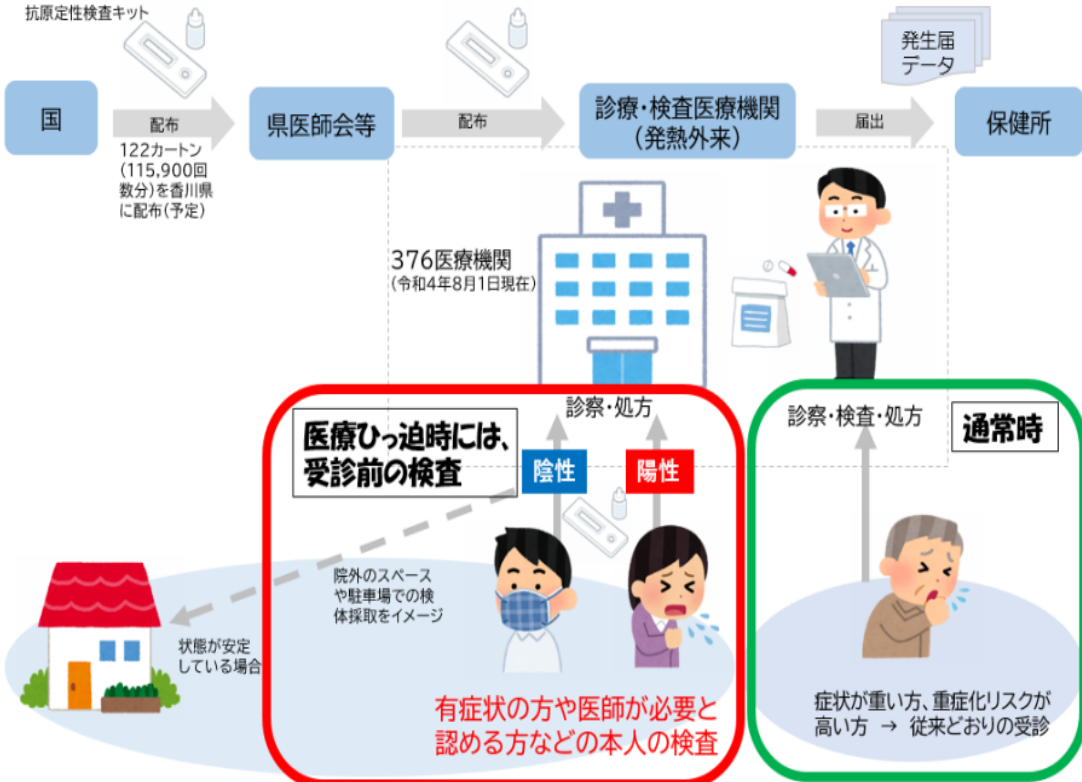 抗原定性検査キット
発生届
データ
国
配布
県医師会等
配布
診療・検査医療機関
(発熱外来)
届出
保健所
122カートン
(115,900回
数分)を香川県
に配布(予定)
376医療機関
(令和4年8月1日現在)
医療ひっ迫時には、
受診前の検査
診察・処方
陰性
陽性
診察・検査・処方
通常時
院外のスペース
や駐車場での検
体採取をイメージ
状態が安定
している場合
有症状の方や医師が必要と
認める方などの本人の検査
症状が重い方、重症化リスクが
高い方 → 従来どおりの受診